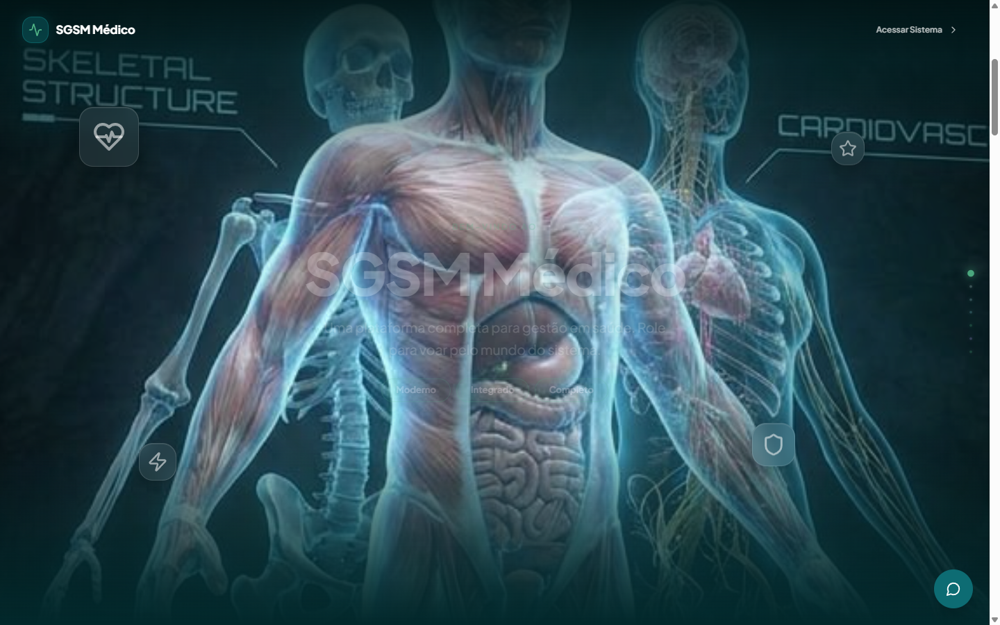 SGSM Médico
Acessar Sistema
SKELETAL
STRUCTURE
CARDIOVASC
SGSM Médico
Uma plataforma completa para gestão em saúde. Role
para voar pelo mundo do sistema.
Moderno Integrado Completo